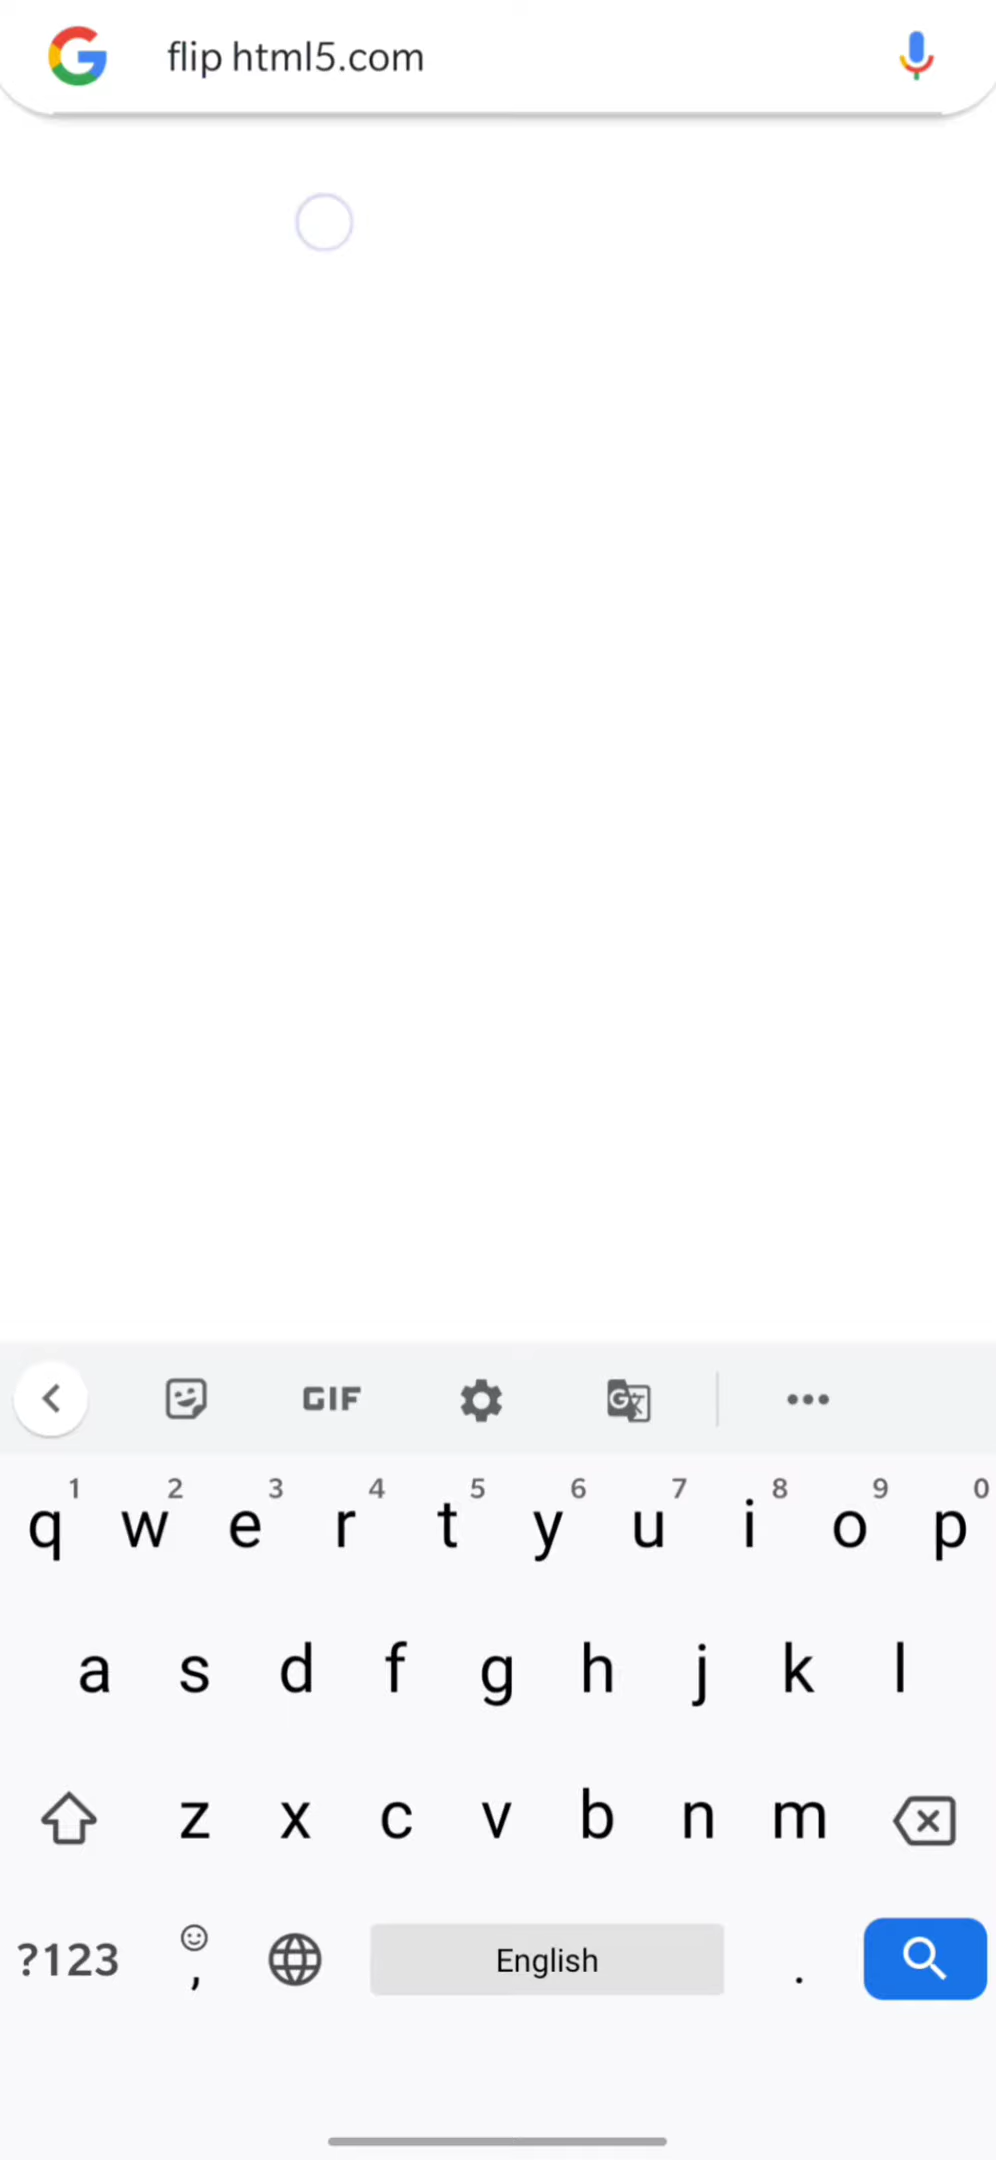 flip html5.com
GIF
1 2 3 4 5 6 7 8 9 0
q w e r t y u i o p
a s d f g h j k l
z x c v b n m
?123 , English .